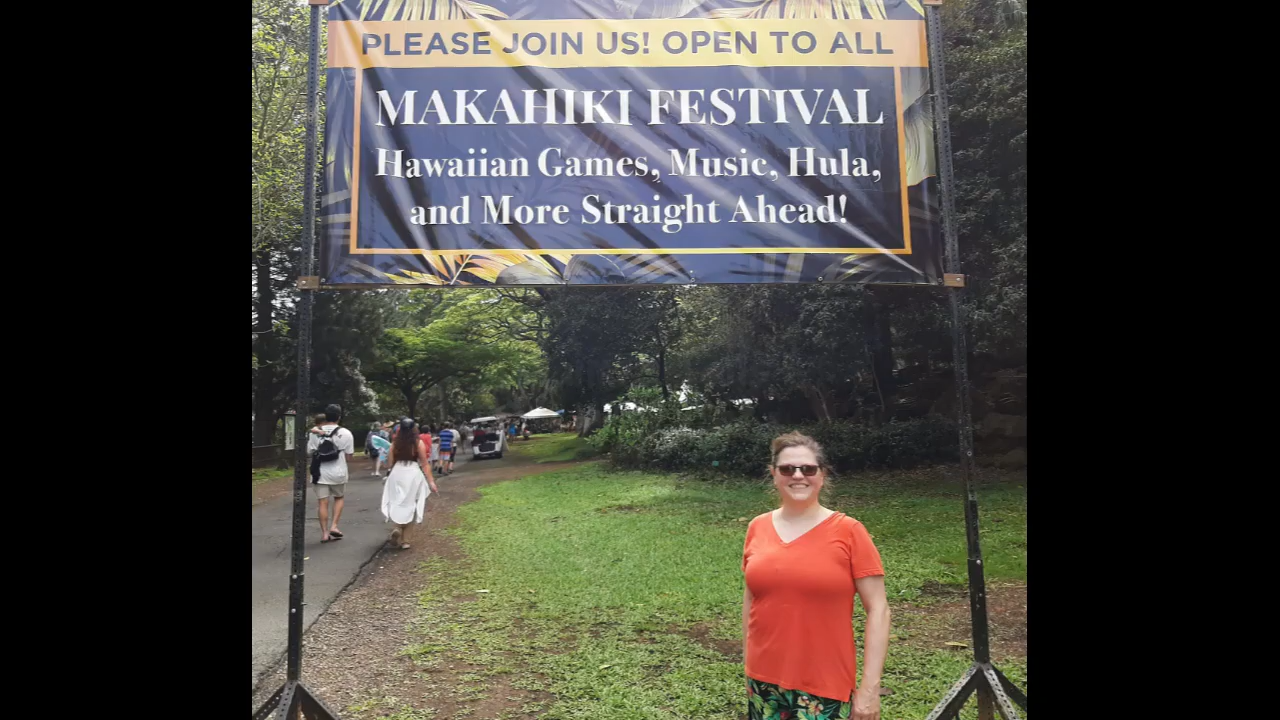 PLEASE JOIN US! OPEN TO ALL
MAKAHIKI FESTIVAL
Hawaiian Games, Music, Hula,
and More Straight Ahead!